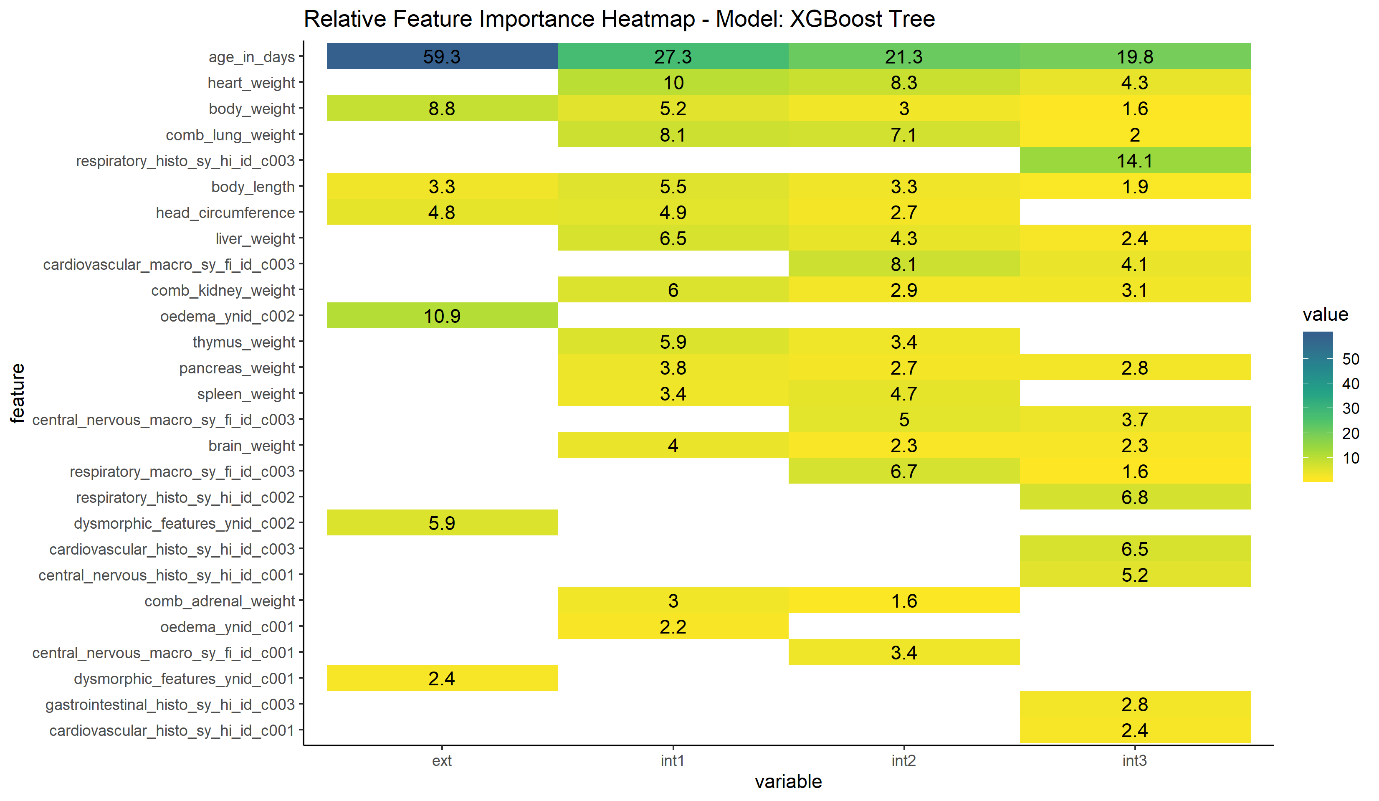 Relative Feature Importance Heatmap - Model: XGBoost Tree
age_in_days 59.3 27.3 21.3 19.8
heart_weight 10 8.3 4.3
body_weight 8.8 5.2 3 1.6
comb_lung_weight 8.1 7.1 2
respiratory_histo_sy_hi_id_c003 14.1
body_length 3.3 5.5 3.3 1.9
head_circumference 4.8 4.9 2.7
liver_weight 6.5 4.3 2.4
cardiovascular_macro_sy_fi_id_c003 8.1 4.1
comb_kidney_weight 6 2.9 3.1
oedema_ynid_c002 10.9
thymus_weight 5.9 3.4
pancreas_weight 3.8 2.7 2.8
spleen_weight 3.4 4.7
central_nervous_macro_sy_fi_id_c003 5 3.7
brain_weight 4 2.3 2.3
respiratory_macro_sy_fi_id_c003 6.7 1.6
respiratory_histo_sy_hi_id_c002 6.8
dysmorphic_features_ynid_c002 5.9
cardiovascular_histo_sy_hi_id_c003 6.5
central_nervous_histo_sy_hi_id_c001 5.2
comb_adrenal_weight 3 1.6
oedema_ynid_c001 2.2
central_nervous_macro_sy_fi_id_c001 3.4
dysmorphic_features_ynid_c001 2.4
gastrointestinal_histo_sy_hi_id_c003 2.8
cardiovascular_histo_sy_hi_id_c001 2.4
ext int1 int2 int3
variable
feature
value
50
40
30
20
10